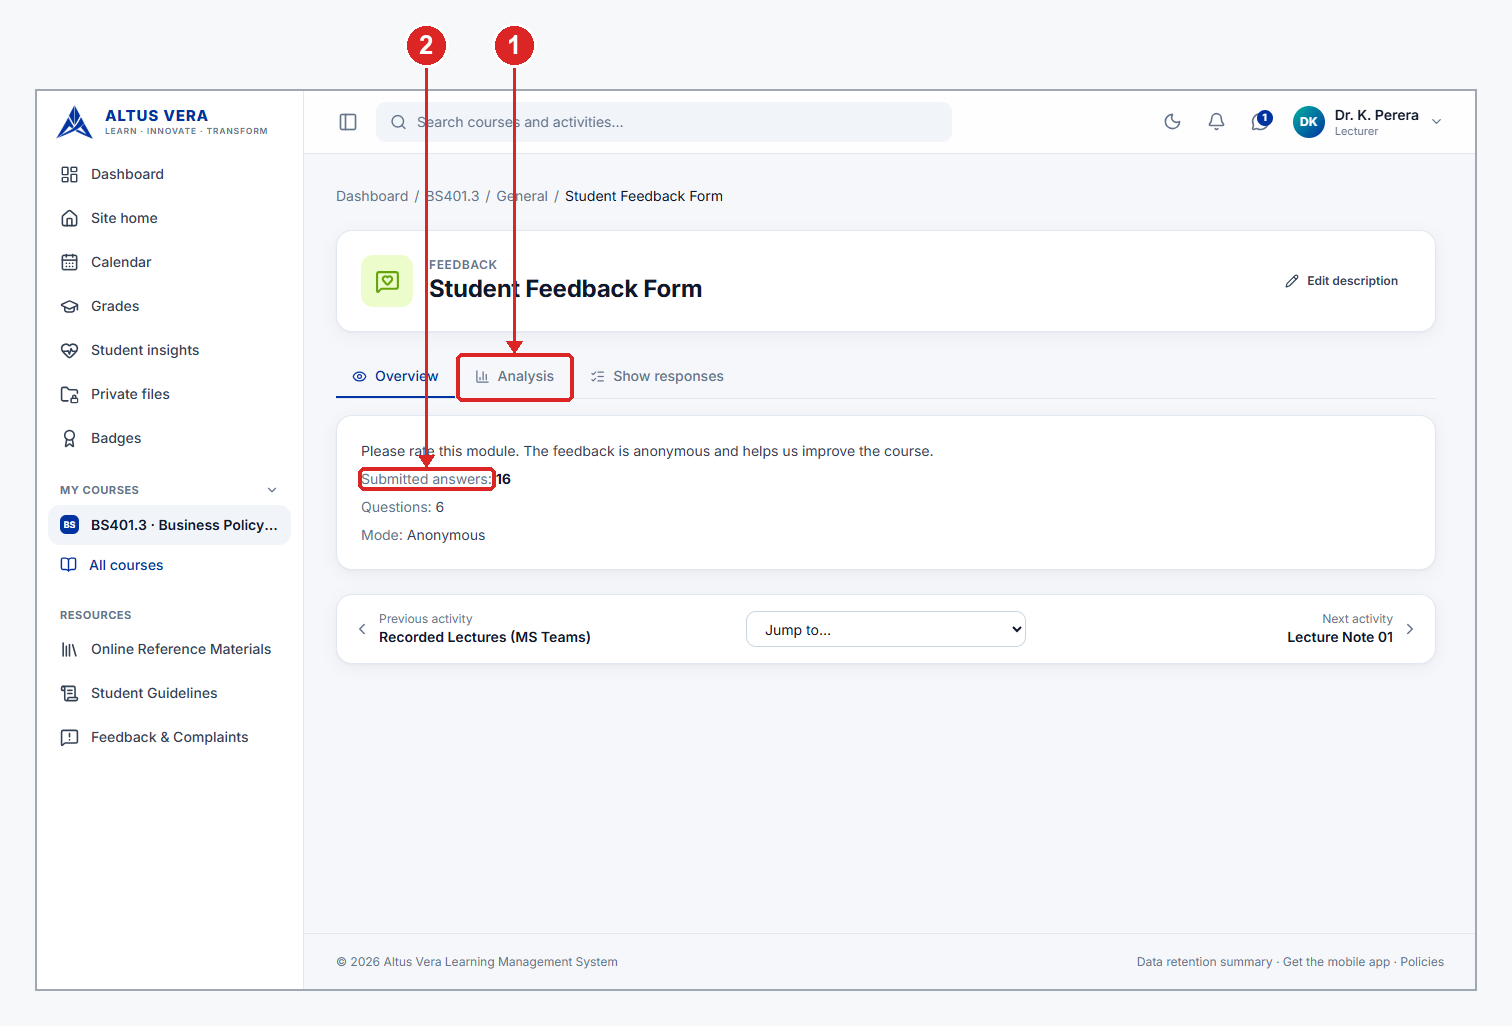 2
1
ALTUS VERA
LEARN · INNOVATE · TRANSFORM
Search courses and activities...
1
DK
Dr. K. Perera
Lecturer
Dashboard
Site home
Calendar
Grades
Student insights
Private files
Badges
MY COURSES
BS
BS401.3 · Business Policy...
All courses
RESOURCES
Online Reference Materials
Student Guidelines
Feedback & Complaints
Dashboard / BS401.3 / General / Student Feedback Form
FEEDBACK
Student Feedback Form
Edit description
Overview
Analysis
Show responses
Please rate this module. The feedback is anonymous and helps us improve the course.
Submitted answers: 16
Questions: 6
Mode: Anonymous
Previous activity
Recorded Lectures (MS Teams)
Jump to...
Next activity
Lecture Note 01
© 2026 Altus Vera Learning Management System
Data retention summary · Get the mobile app · Policies